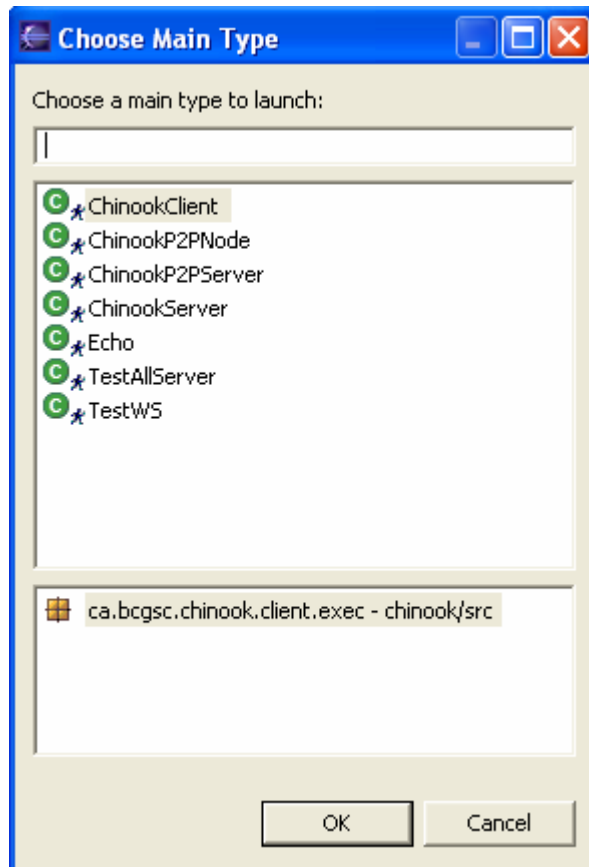 Choose Main Type
Choose a main type to launch:
ChinookClient
ChinookP2PNode
ChinookP2PServer
ChinookServer
Echo
TestAllServer
TestWS
ca.bcgsc.chinook.client.exec - chinook/src
OK Cancel